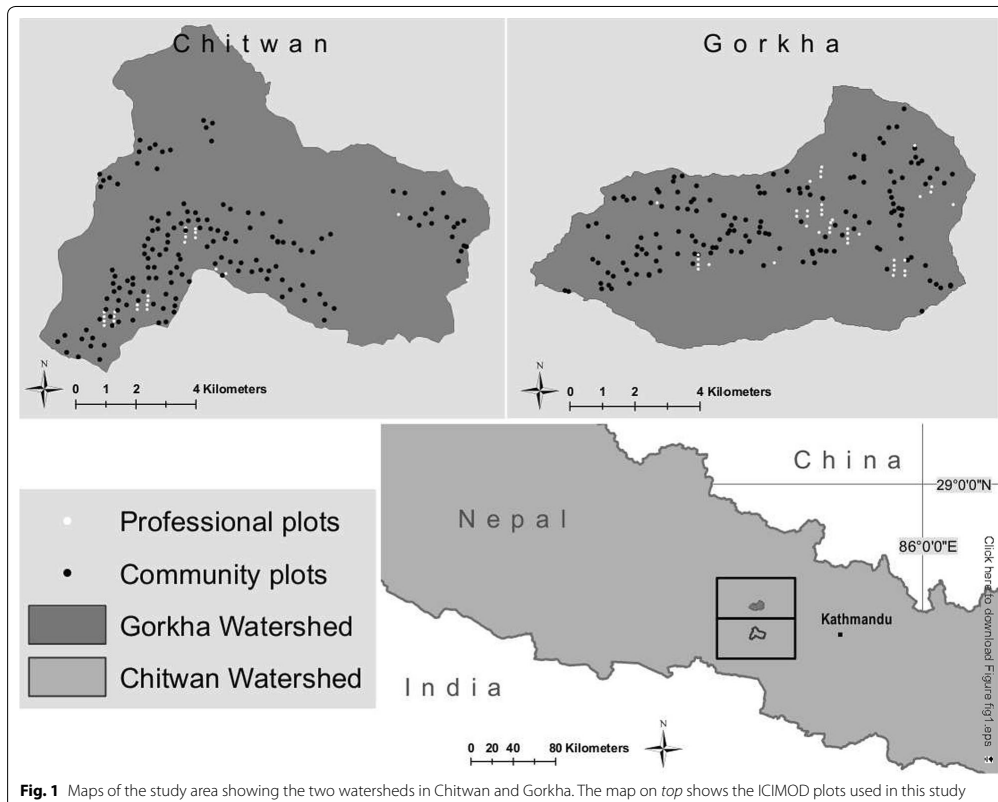 Chitwan
Gorkha
N
0 1 2 4 Kilometers
N
0 1 2 4 Kilometers
Professional plots
Community plots
Gorkha Watershed
Chitwan Watershed
China
29°0'0"N
Nepal
86°0'0"E
Kathmandu
India
N
0 20 40 80 Kilometers
Click here to download Figure fig1.eps
Fig. 1 Maps of the study area showing the two watersheds in Chitwan and Gorkha. The map on top shows the ICIMOD plots used in this study